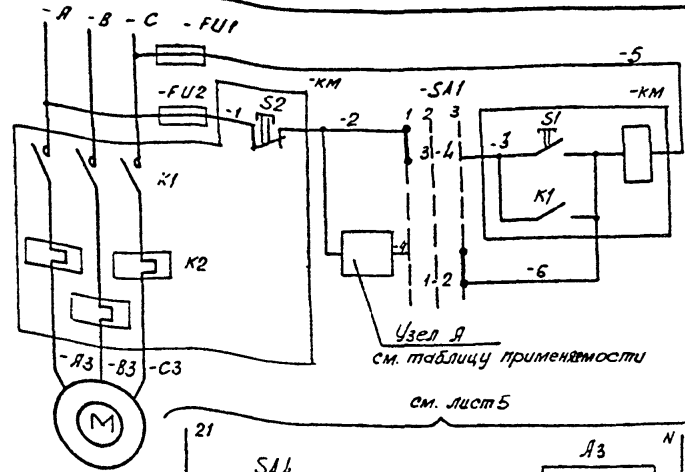 -А -В -С -FU1
-5
-FU2 -км -SA1 -км
-1 S2 -2 1 2 3 S1
3-4 -3
К1 К1
К2 -4
1-2 -6
Узел Я
см. таблицу применяемости
-А3 -В3 -С3
М
см. лист 5
21 N
SA4 А3